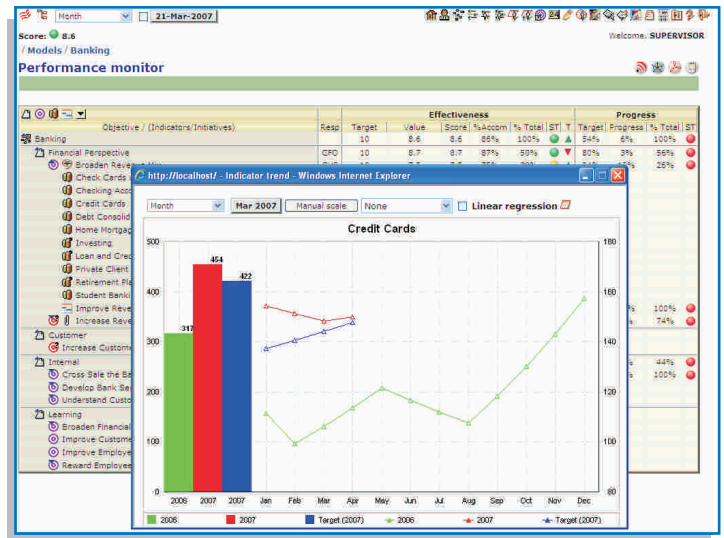 Month 21-Mar-2007
Score: 8.6
Welcome, SUPERVISOR
/ Models / Banking
Performance monitor
Effectiveness Progress
Objective / (Indicators/Initiatives) Resp Target Value Score %Accom % Total ST T Target Progress % Total ST
Banking 10 8.6 8.6 86% 100% 54% 6% 100%
Financial Perspective CFO 10 8.7 8.7 87% 50% 80% 3% 56%
Broaden Revenue Mix
http://localhost/ - Indicator trend - Windows Internet Explorer
Check Cards
Checking Acc
Credit Cards
Debt Consolid
Home Mortgag
Investing
Loan and Cred
Private Client
Retirement Pla
Student Banki
Improve Reve 100%
Increase Reve 74%
Customer
Increase Custome
Internal 44%
Cross Sale the Ba 100%
Develop Bank Se
Understand Custo
Learning
Broaden Financial
Improve Custome
Improve Employe
Reward Employee
Month Mar 2007 Manual scale None Linear regression
Credit Cards
500 180
454
422
400 160
317
300 140
200 120
100 100
0 80
2006 2007 2007 Jan Feb Mar Apr May Jun Jul Aug Sep Oct Nov Dec
2006 2007 Target (2007) 2006 2007 Target (2007)